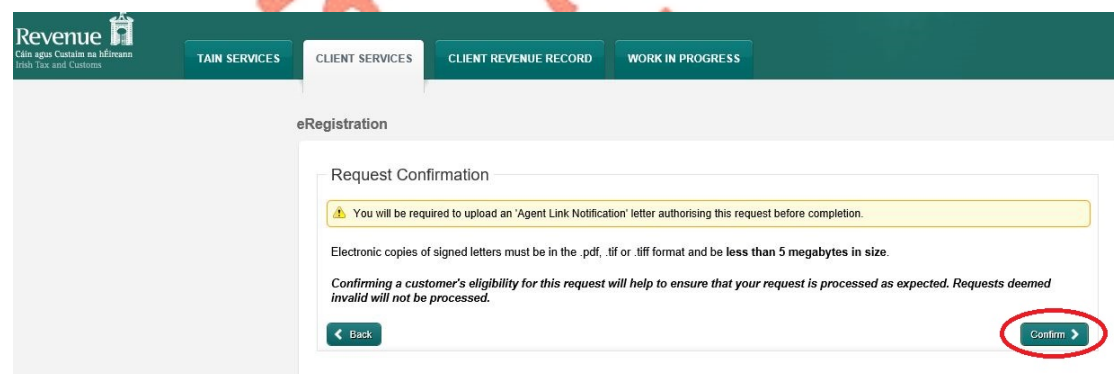 Revenue
Cáin agus Custaim na hÉireann
Irish Tax and Customs
TAIN SERVICES
CLIENT SERVICES
CLIENT REVENUE RECORD
WORK IN PROGRESS
eRegistration
Request Confirmation
You will be required to upload an 'Agent Link Notification' letter authorising this request before completion.
Electronic copies of signed letters must be in the .pdf, .tif or .tiff format and be less than 5 megabytes in size.
Confirming a customer's eligibility for this request will help to ensure that your request is processed as expected. Requests deemed
invalid will not be processed.
Back
Confirm